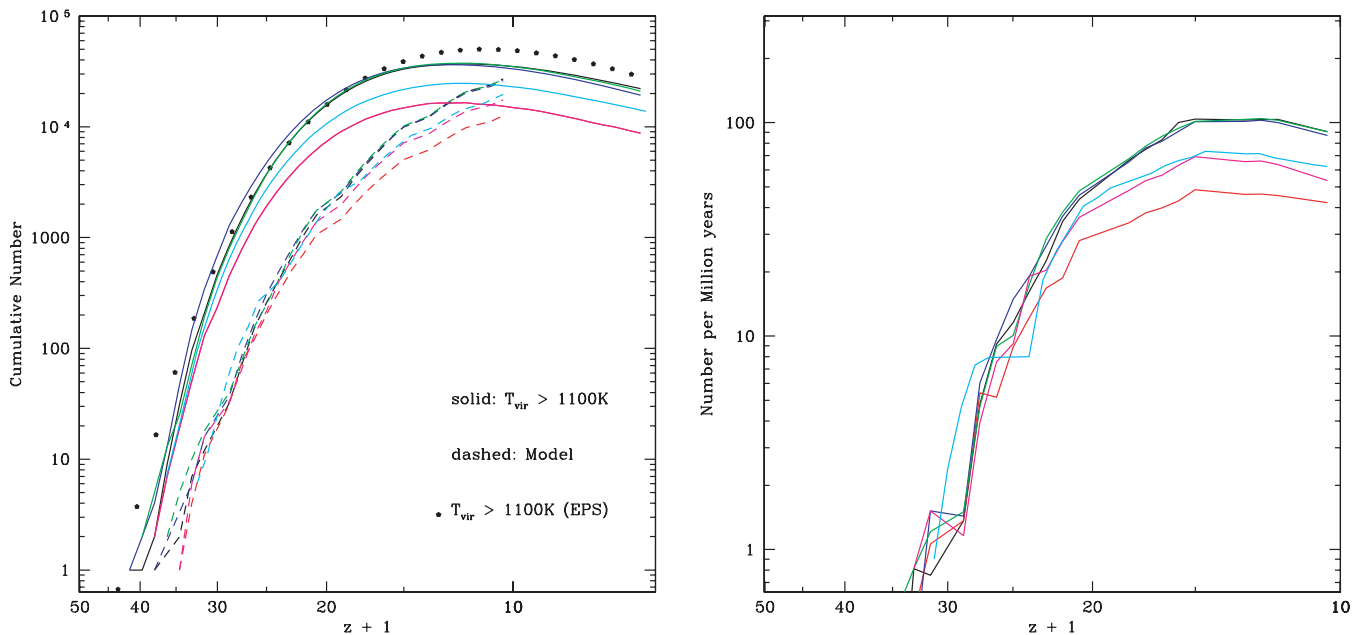 10^5
10^4
1000
100
10
1
Cumulative Number
solid: T_vir > 1100K
dashed: Model
T_vir > 1100K (EPS)
50 40 30 20 10
z + 1
100
10
1
Number per Million years
50 40 30 20 10
z + 1